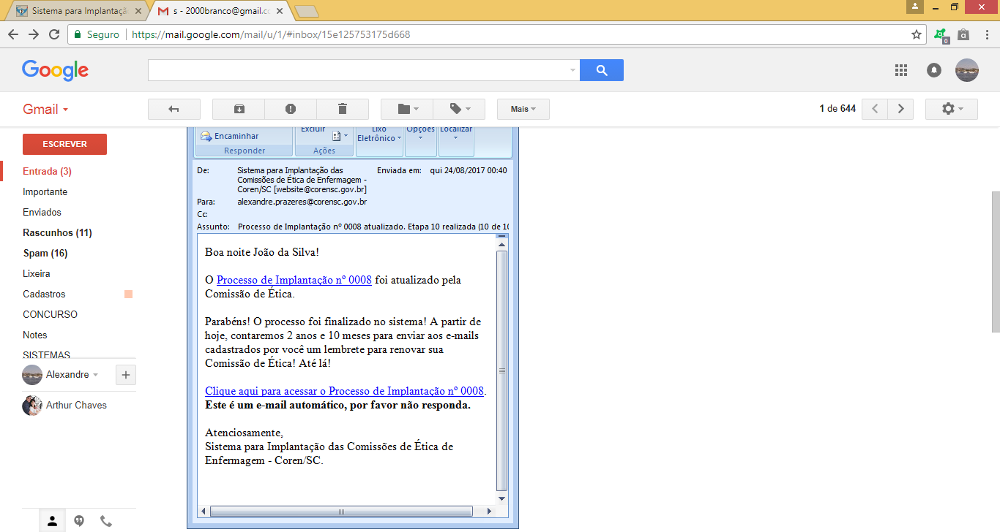 Sistema para Implantaçã
s - 2000branco@gmail.co
Seguro
https://mail.google.com/mail/u/1/#inbox/15e125753175d668
0
Google
Gmail
Mais
1 de 644
ESCREVER
Entrada (3)
Importante
Enviados
Rascunhos (11)
Spam (16)
Lixeira
Cadastros
CONCURSO
Notes
SISTEMAS
Alexandre
Arthur Chaves
Encaminhar
Responder
Excluir
Ações
Lixo
Eletrônico
Opções
Localizar
De: Sistema para Implantação das Enviada em: qui 24/08/2017 00:40
Comissões de Ética de Enfermagem -
Coren/SC [website@corensc.gov.br]
Para: alexandre.prazeres@corensc.gov.br
Cc:
Assunto: Processo de Implantação nº 0008 atualizado. Etapa 10 realizada (10 de 10
Boa noite João da Silva!
O Processo de Implantação nº 0008 foi atualizado pela
Comissão de Ética.
Parabéns! O processo foi finalizado no sistema! A partir de
hoje, contaremos 2 anos e 10 meses para enviar aos e-mails
cadastrados por você um lembrete para renovar sua
Comissão de Ética! Até lá!
Clique aqui para acessar o Processo de Implantação nº 0008.
Este é um e-mail automático, por favor não responda.
Atenciosamente,
Sistema para Implantação das Comissões de Ética de
Enfermagem - Coren/SC.